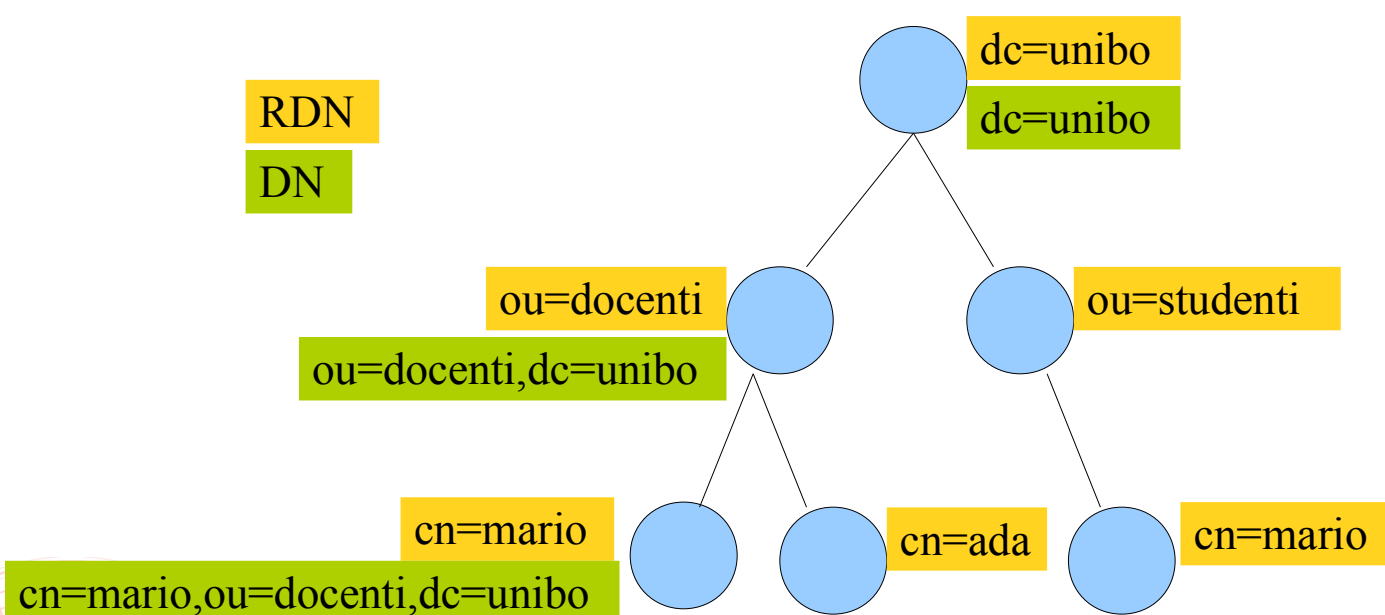 dc=unibo
RDN
dc=unibo
DN
ou=docenti
ou=studenti
ou=docenti,dc=unibo
cn=mario
cn=ada
cn=mario
cn=mario,ou=docenti,dc=unibo